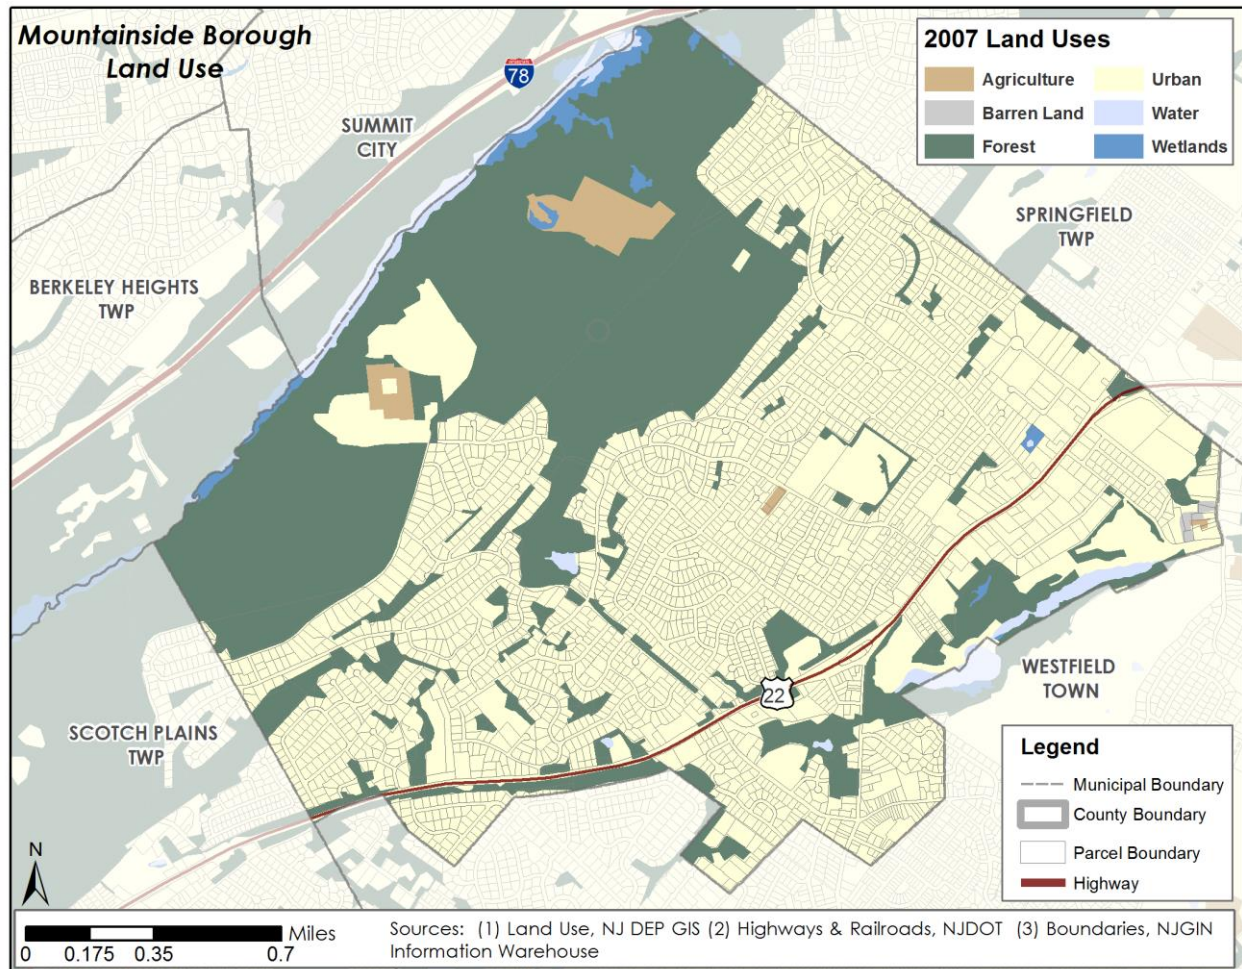 Mountainside Borough
Land Use
78
SUMMIT
CITY
BERKELEY HEIGHTS
TWP
2007 Land Uses
Agriculture
Urban
Barren Land
Water
Forest
Wetlands
SPRINGFIELD
TWP
SCOTCH PLAINS
TWP
22
WESTFIELD
TOWN
Legend
Municipal Boundary
County Boundary
Parcel Boundary
Highway
N
Miles
0 0.175 0.35 0.7
Sources: (1) Land Use, NJ DEP GIS (2) Highways & Railroads, NJDOT (3) Boundaries, NJGIN
Information Warehouse